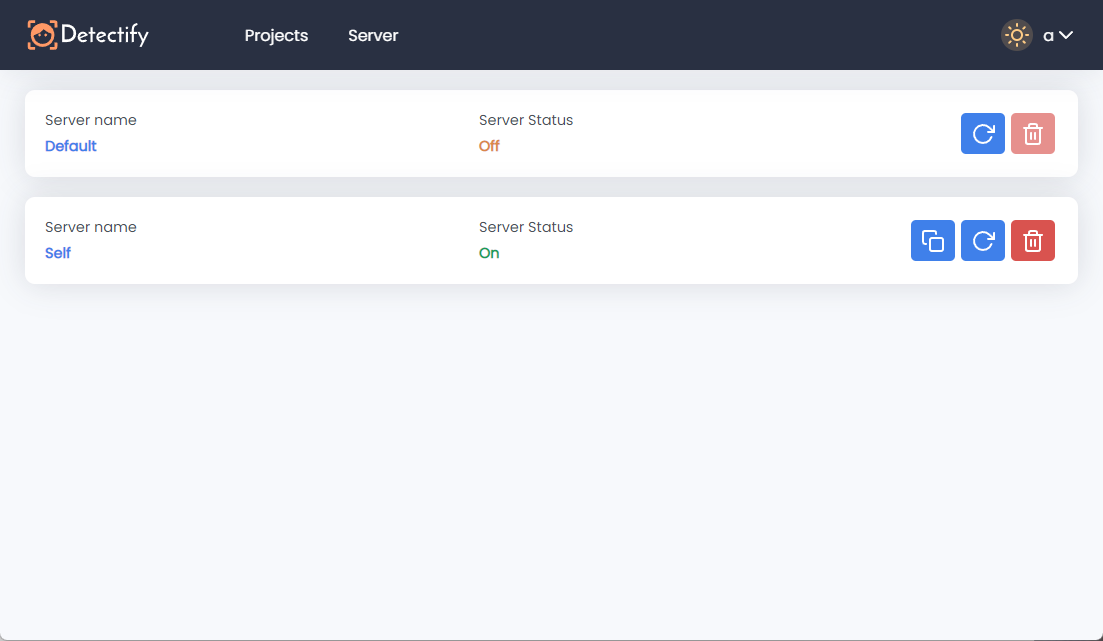 Detectify Projects Server a
Server name Server Status
Default Off
Server name Server Status
Self On